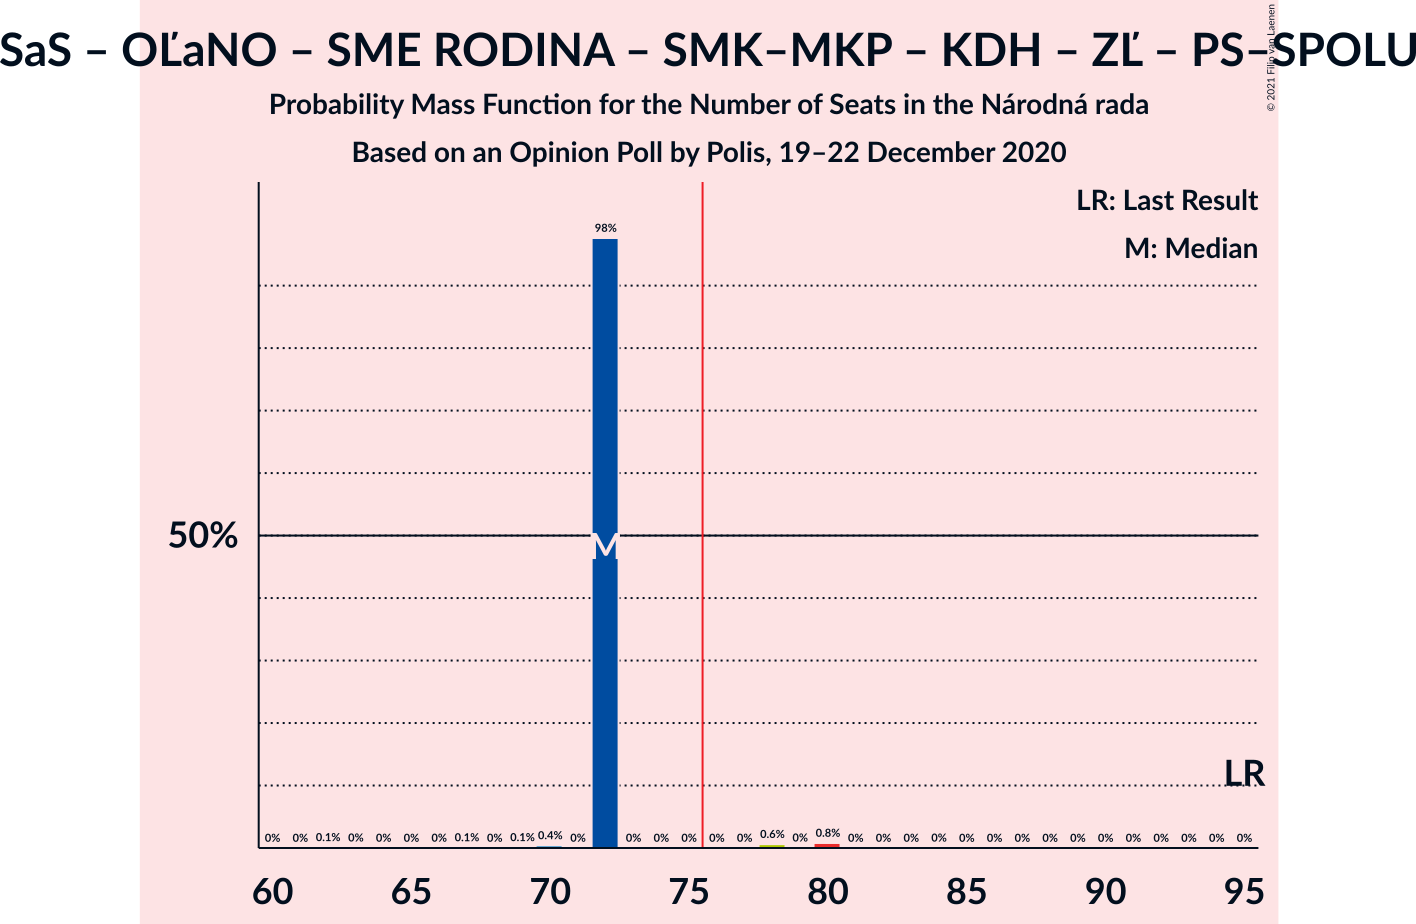 SaS – OĽaNO – SME RODINA – SMK–MKP – KDH – ZĽ – PS–SPOLU
© 2021 Filip van Laenen
Probability Mass Function for the Number of Seats in the Národná rada
Based on an Opinion Poll by Polis, 19–22 December 2020
LR: Last Result
M: Median
98%
50%
M
LR
0% 0% 0.1% 0% 0% 0% 0% 0.1% 0% 0.1% 0.4% 0% 0% 0% 0% 0% 0% 0.6% 0% 0.8% 0% 0% 0% 0% 0% 0% 0% 0% 0% 0% 0% 0% 0% 0% 0%
60 65 70 75 80 85 90 95